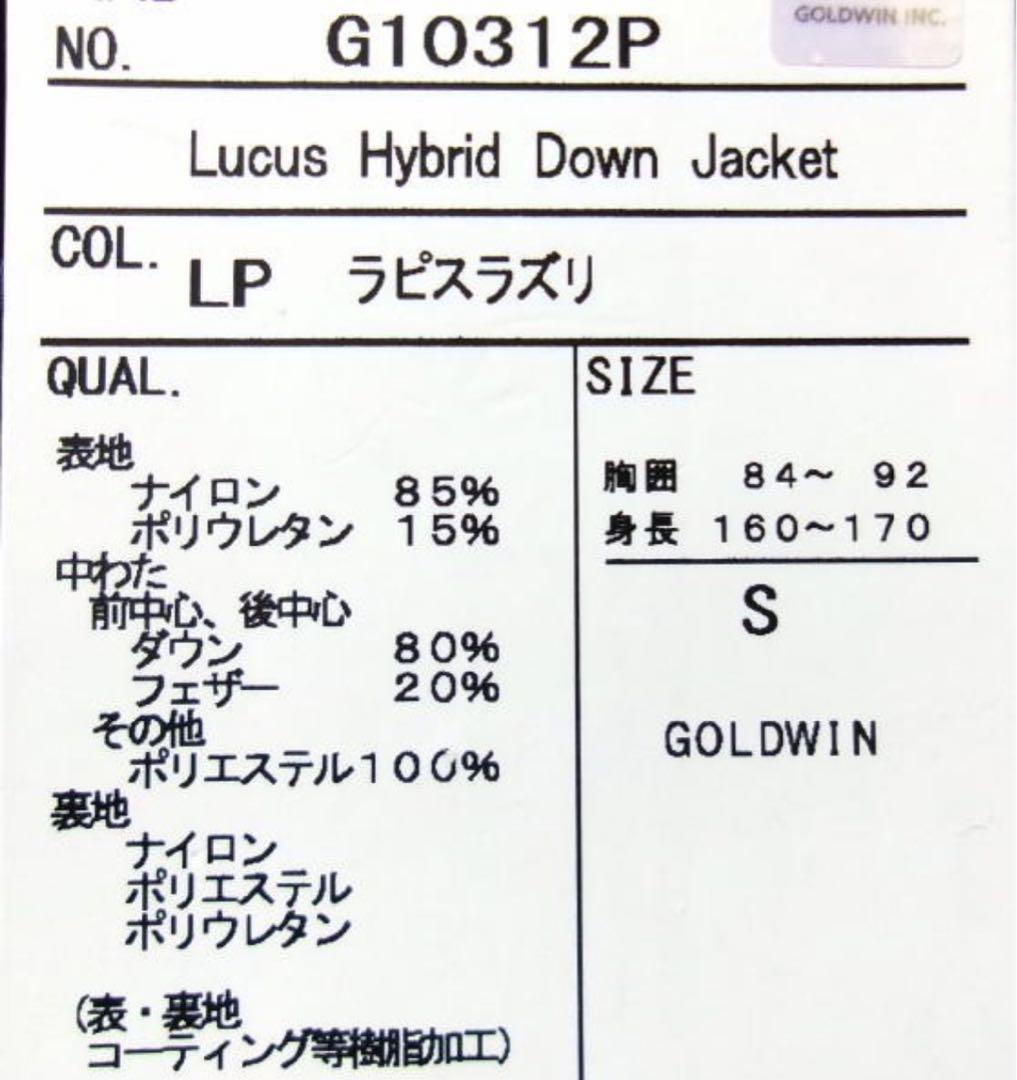 GOLDWIN INC.
NO. G10312P
Lucus Hybrid Down Jacket
COL. LP ラピスラズリ
QUAL.
表地
ナイロン 85%
ポリウレタン 15%
中わた
前中心、後中心
ダウン 80%
フェザー 20%
その他
ポリエステル100%
裏地
ナイロン
ポリエステル
ポリウレタン
(表・裏地
コーティング等樹脂加工)
SIZE
胸囲 84～ 92
身長 160～170
S
GOLDWIN